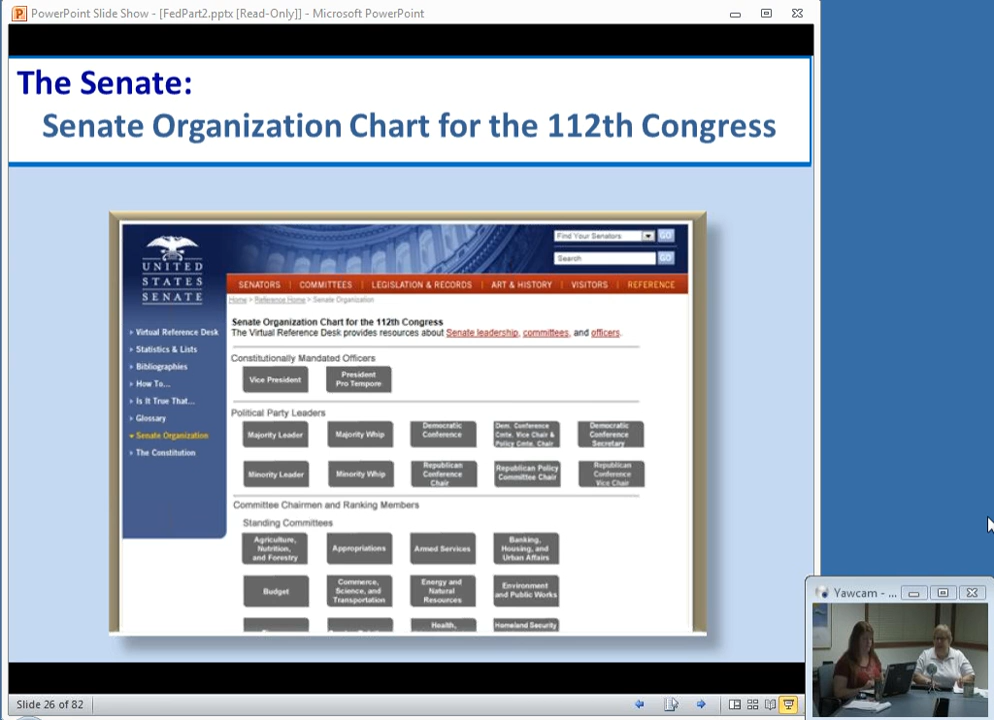 PowerPoint Slide Show - [FedPart2.pptx [Read-Only]] - Microsoft PowerPoint
The Senate:
Senate Organization Chart for the 112th Congress
UNITED
STATES
SENATE
Find Your Senators GO
Search GO
SENATORS | COMMITTEES | LEGISLATION & RECORDS | ART & HISTORY | VISITORS | REFERENCE
Home > Reference Home > Senate Organization
Virtual Reference Desk
Statistics & Lists
Bibliographies
How To...
Is It True That...
Glossary
Senate Organization
The Constitution
Senate Organization Chart for the 112th Congress
The Virtual Reference Desk provides resources about Senate leadership, committees, and officers.
Constitutionally Mandated Officers
Vice President
President
Pro Tempore
Political Party Leaders
Majority Leader
Majority Whip
Democratic
Conference
Dem. Conference
Cmte. Vice Chair &
Policy Cmte. Chair
Democratic
Conference
Secretary
Minority Leader
Minority Whip
Republican
Conference
Chair
Republican Policy
Committee Chair
Republican
Conference
Vice Chair
Committee Chairmen and Ranking Members
Standing Committees
Agriculture,
Nutrition,
and Forestry
Appropriations
Armed Services
Banking,
Housing, and
Urban Affairs
Budget
Commerce,
Science, and
Transportation
Energy and
Natural
Resources
Environment
and Public Works
Health,
Homeland Security
Yawcam - ...
Slide 26 of 82